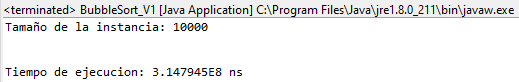 <terminated> BubbleSort_V1 [Java Application] C:\Program Files\Java\jre1.8.0_211\bin\javaw.exe
Tamaño de la instancia: 10000
Tiempo de ejecucion: 3.147945E8 ns